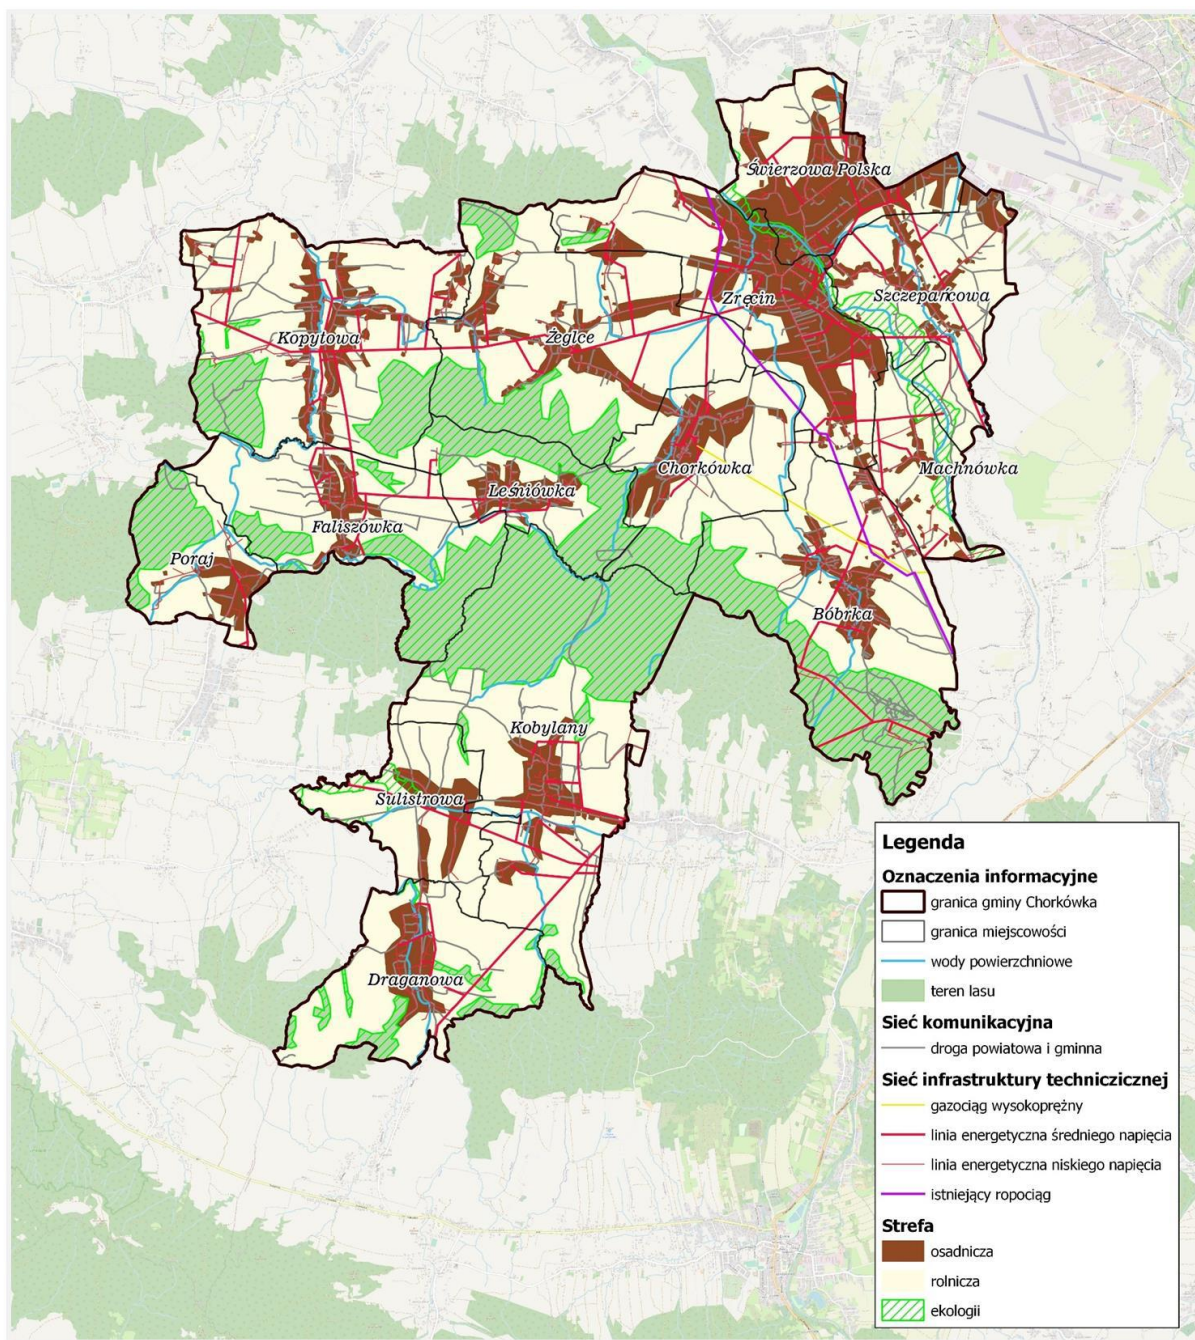 Świerzowa Polska
Szczepańcowa
Zręcin
Kopytowa
Żeglce
Chorkówka
Machnówka
Leśniówka
Faliszówka
Poraj
Bóbrka
Kobylany
Sulistrowa
Draganowa
Legenda
Oznaczenia informacyjne
granica gminy Chorkówka
granica miejscowości
wody powierzchniowe
teren lasu
Sieć komunikacyjna
droga powiatowa i gminna
Sieć infrastruktury techniczicznej
gazociąg wysokoprężny
linia energetyczna średniego napięcia
linia energetyczna niskiego napięcia
istniejący ropociąg
Strefa
osadnicza
rolnicza
ekologii